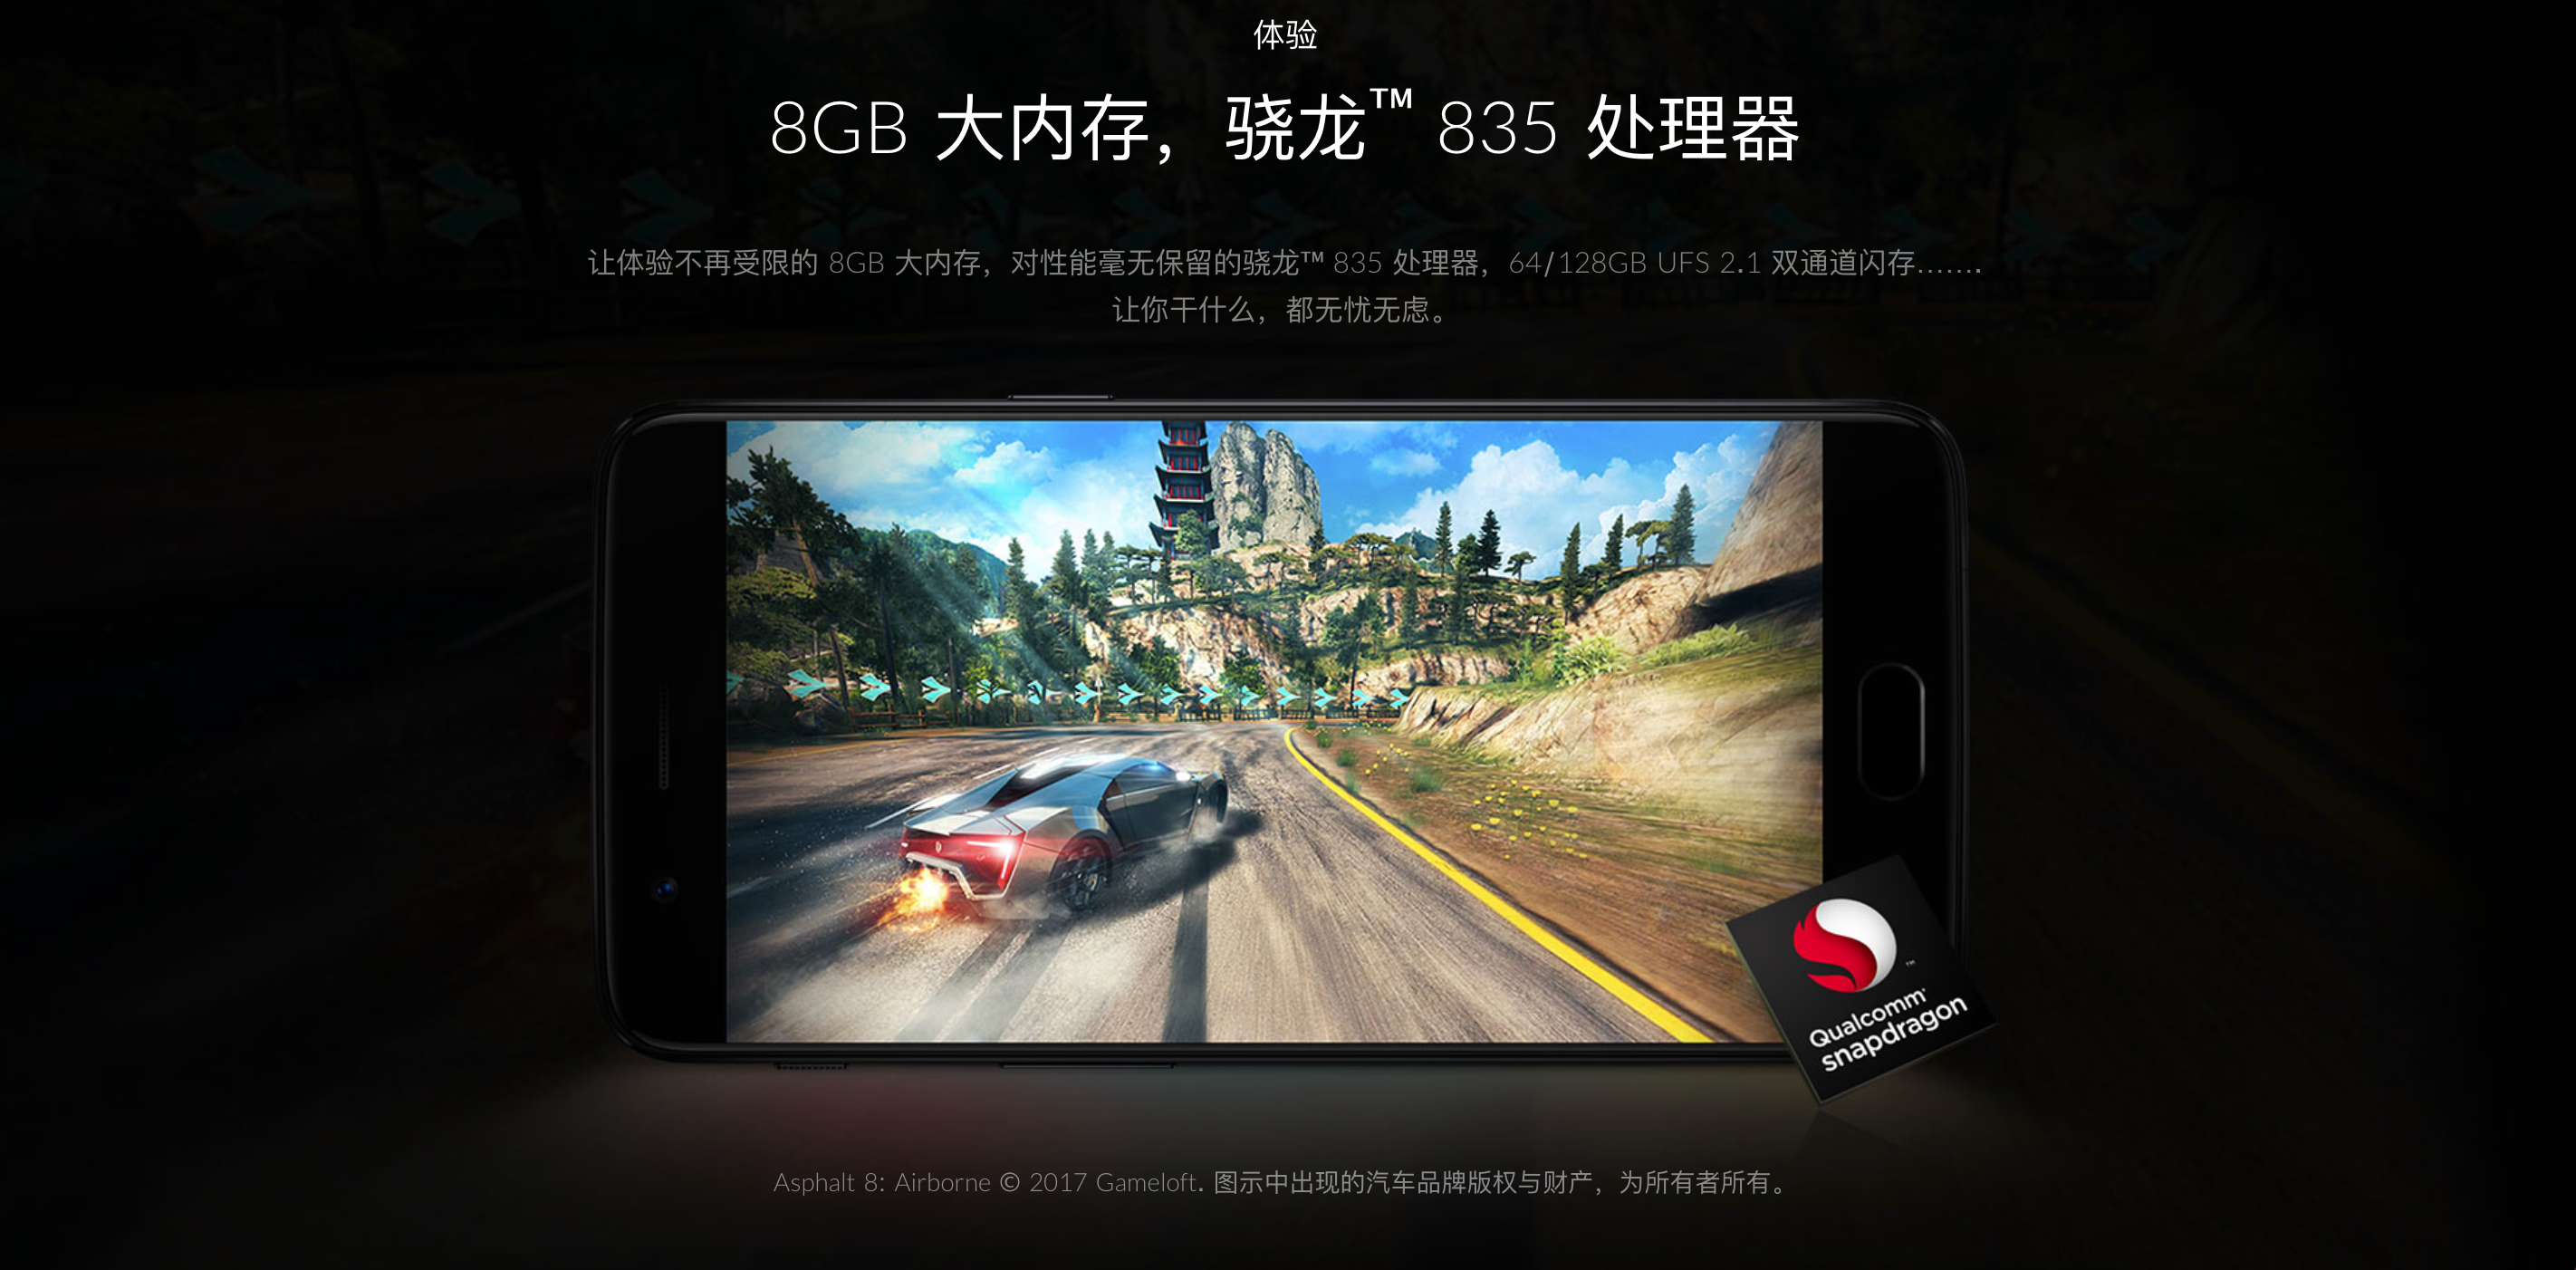 体验
8GB 大内存，骁龙™ 835 处理器
让体验不再受限的 8GB 大内存，对性能毫无保留的骁龙™ 835 处理器，64/128GB UFS 2.1 双通道闪存.......
让你干什么，都无忧无虑。
Qualcomm
snapdragon
Asphalt 8: Airborne © 2017 Gameloft. 图示中出现的汽车品牌版权与财产，为所有者所有。